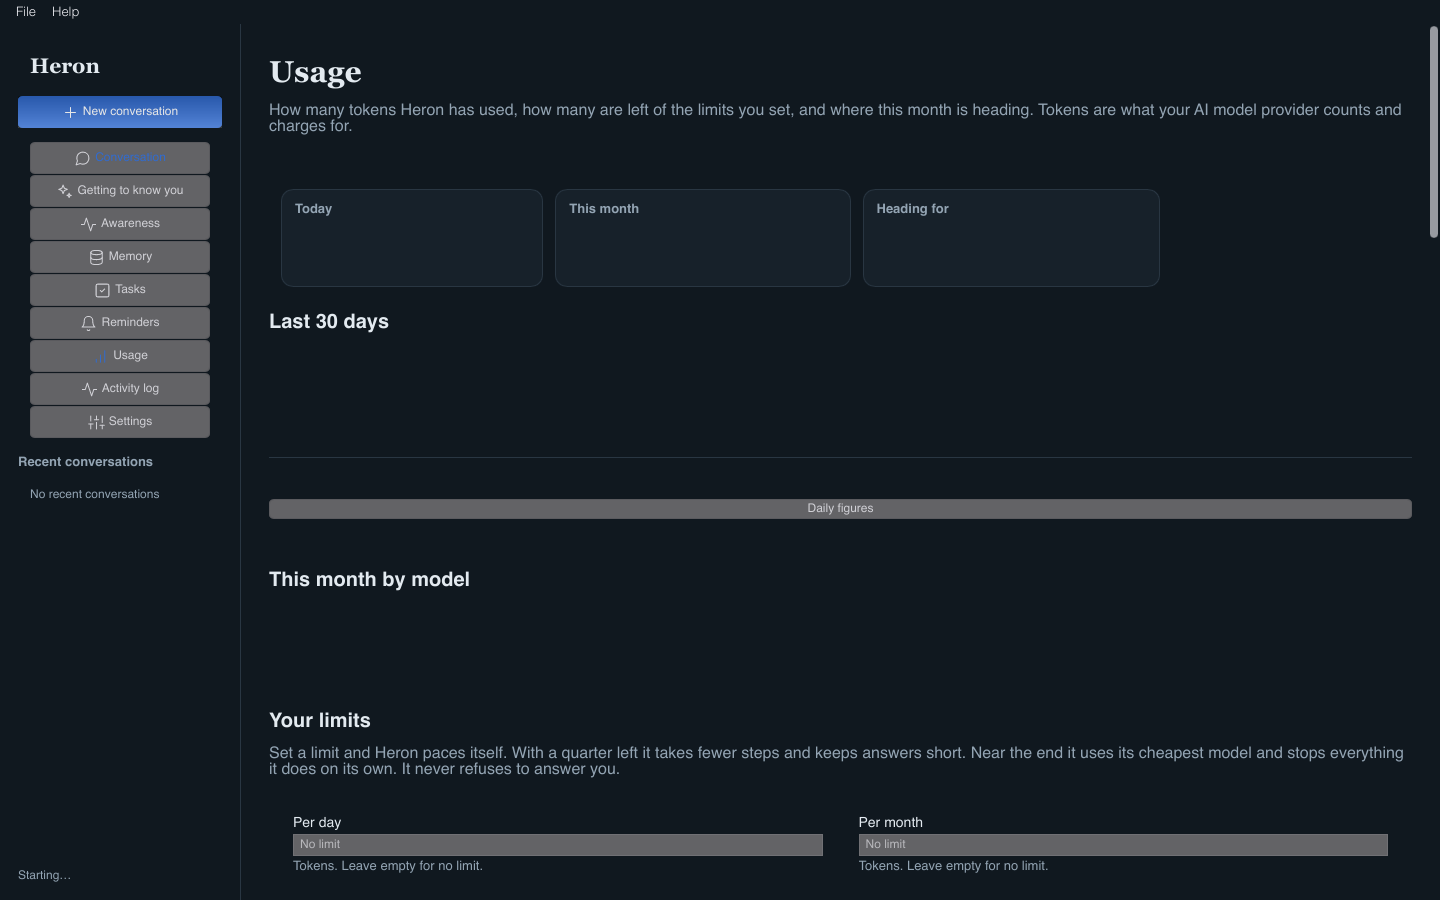 File Help
Heron
New conversation
Conversation
Getting to know you
Awareness
Memory
Tasks
Reminders
Usage
Activity log
Settings
Recent conversations
No recent conversations
Starting…
Usage
How many tokens Heron has used, how many are left of the limits you set, and where this month is heading. Tokens are what your AI model provider counts and
charges for.
Today
This month
Heading for
Last 30 days
Daily figures
This month by model
Your limits
Set a limit and Heron paces itself. With a quarter left it takes fewer steps and keeps answers short. Near the end it uses its cheapest model and stops everything
it does on its own. It never refuses to answer you.
Per day
No limit
Tokens. Leave empty for no limit.
Per month
No limit
Tokens. Leave empty for no limit.